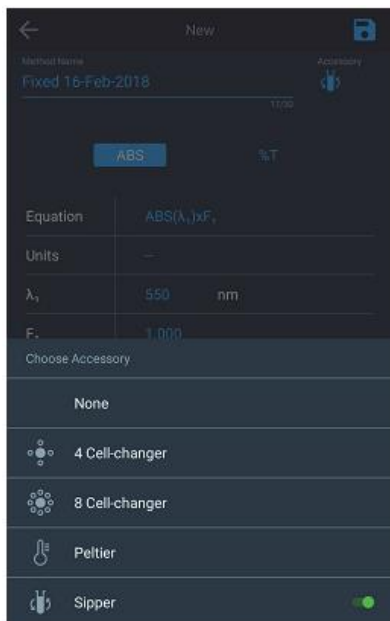 New
Method Name
Accessory
Fixed 16-Feb-2018
17/30
ABS %T
Equation ABS(λ₁)xF₁
Units —
λ₁ 550 nm
F₁ 1.000
Choose Accessory
None
4 Cell-changer
8 Cell-changer
Peltier
Sipper